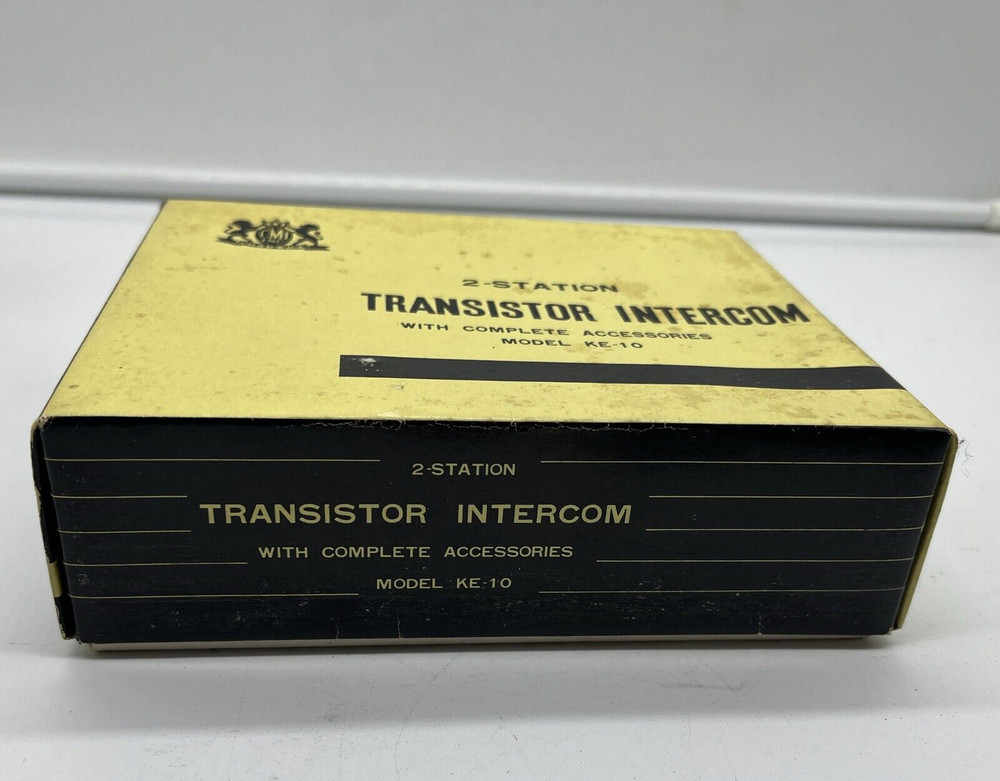 2-STATION
TRANSISTOR INTERCOM
WITH COMPLETE ACCESSORIES
MODEL KE-10
2-STATION
TRANSISTOR INTERCOM
WITH COMPLETE ACCESSORIES
MODEL KE-10